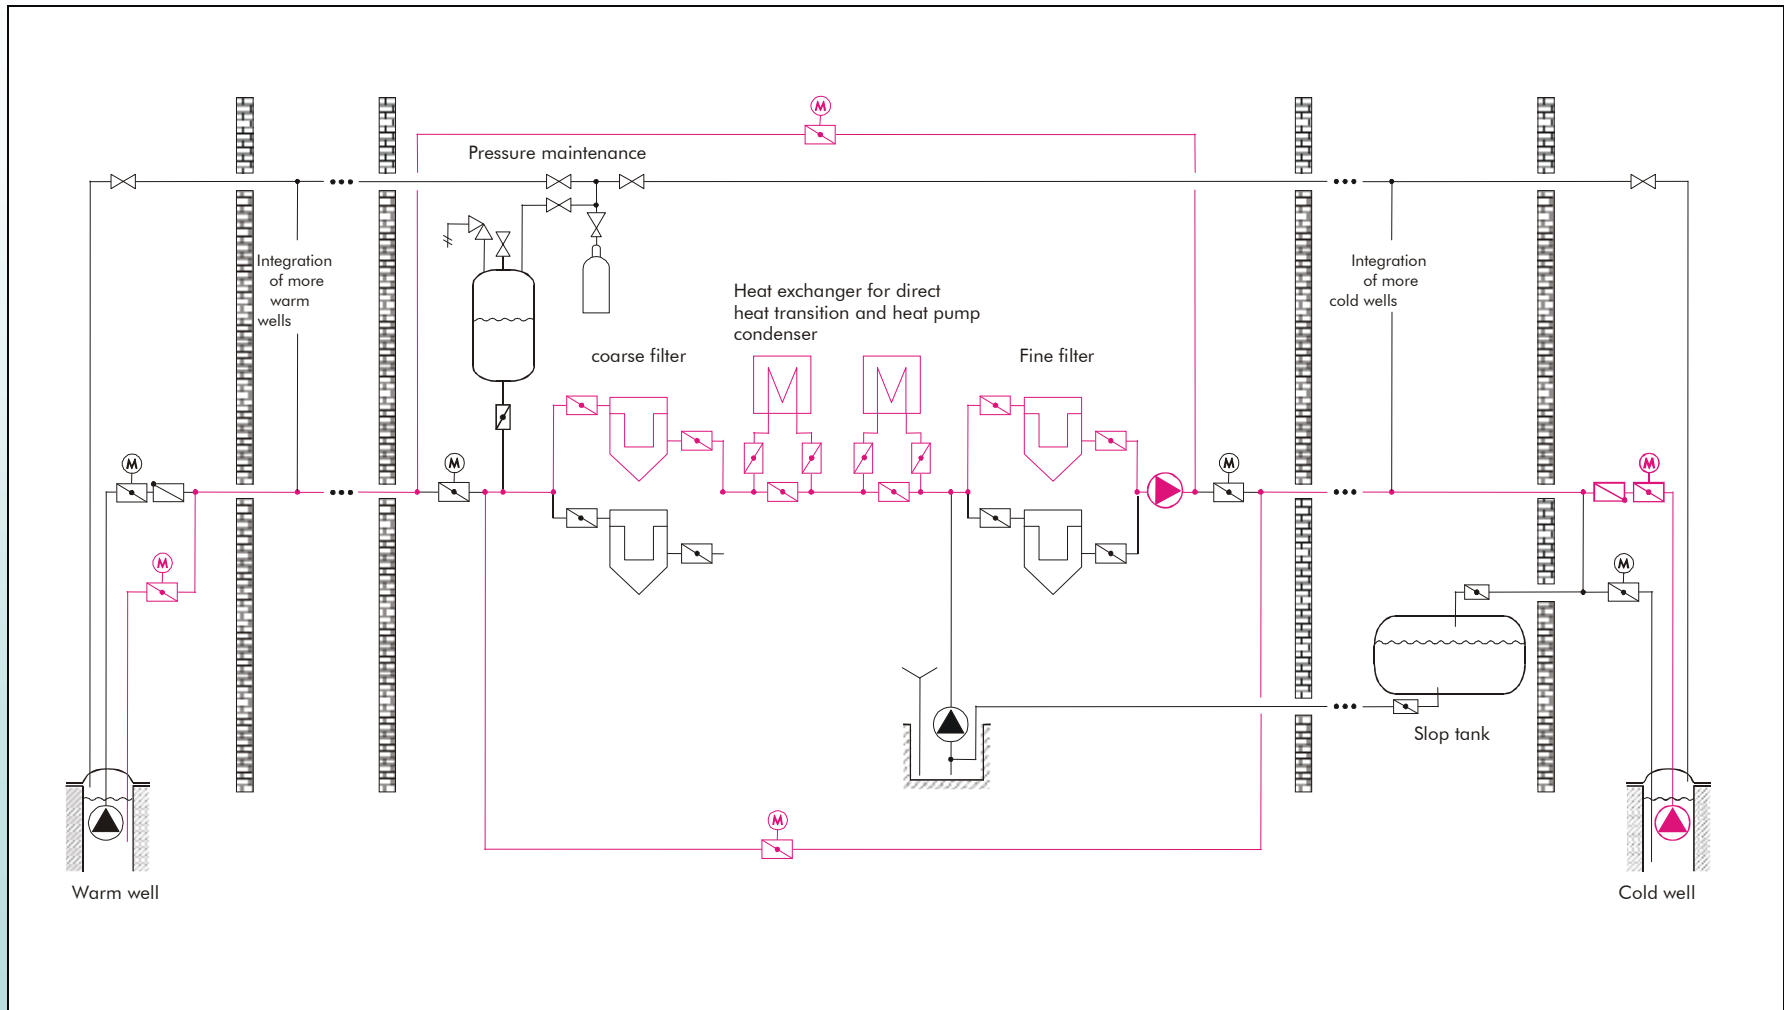 M
Pressure maintenance
Integration
of more
warm
wells
Integration
of more
cold wells
Heat exchanger for direct
heat transition and heat pump
condenser
coarse filter
Fine filter
M
M
M
M
M
M
Slop tank
M
Warm well
Cold well